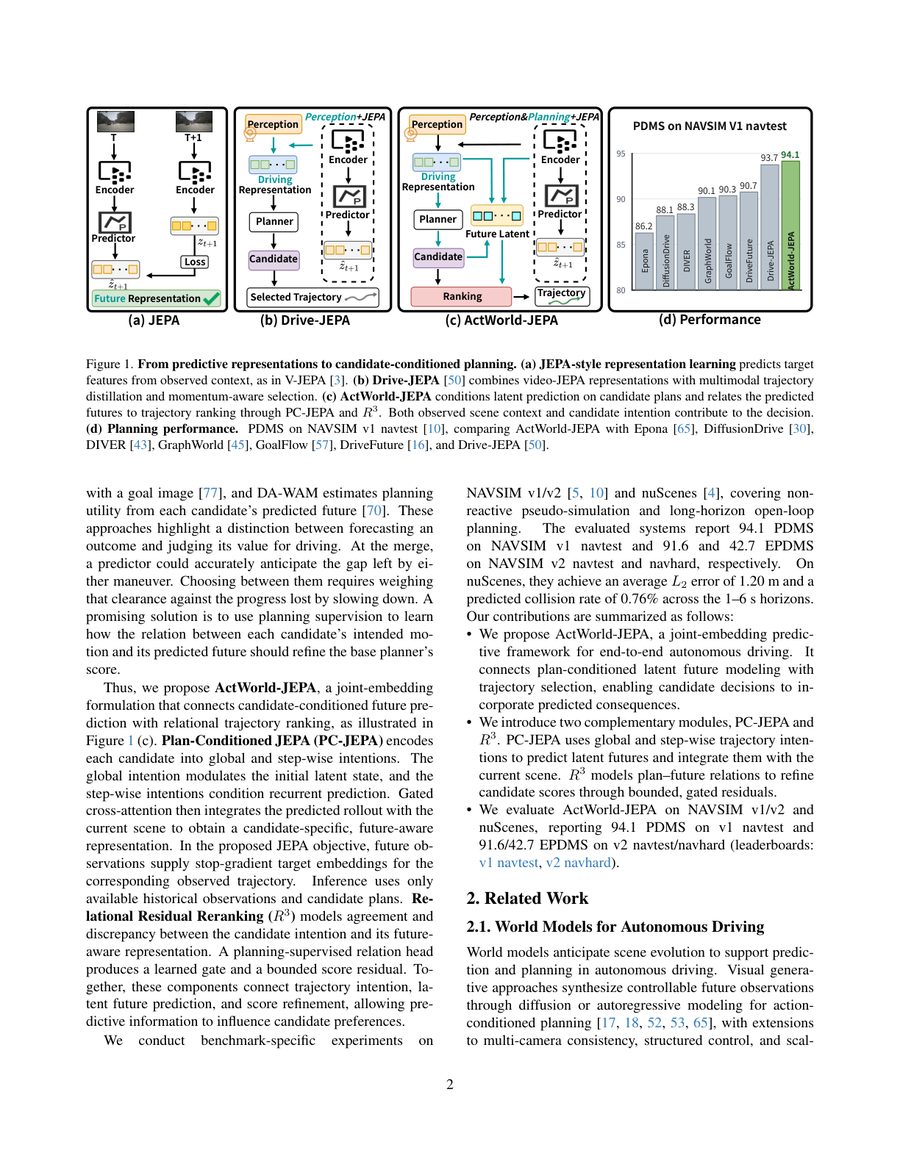 T
T+1
Encoder
Encoder
Predictor
z_{t+1}
Loss
\hat{z}_{t+1}
Future Representation
(a) JEPA
Perception
Perception+JEPA
Encoder
Driving
Representation
Predictor
Planner
\hat{z}_{t+1}
Candidate
Selected Trajectory
(b) Drive-JEPA
Perception
Perception&Planning+JEPA
Encoder
Driving
Representation
Predictor
Planner
Future Latent
\hat{z}_{t+1}
Candidate
Ranking
Trajectory
(c) ActWorld-JEPA
PDMS on NAVSIM V1 navtest
95
90
85
80
86.2
88.1
88.3
90.1
90.3
90.7
93.7
94.1
Epona
DiffusionDrive
DIVER
GraphWorld
GoalFlow
DriveFuture
Drive-JEPA
ActWorld-JEPA
(d) Performance
Figure 1. From predictive representations to candidate-conditioned planning. (a) JEPA-style representation learning predicts target
features from observed context, as in V-JEPA [3]. (b) Drive-JEPA [50] combines video-JEPA representations with multimodal trajectory
distillation and momentum-aware selection. (c) ActWorld-JEPA conditions latent prediction on candidate plans and relates the predicted
futures to trajectory ranking through PC-JEPA and R³. Both observed scene context and candidate intention contribute to the decision.
(d) Planning performance. PDMS on NAVSIM v1 navtest [10], comparing ActWorld-JEPA with Epona [65], DiffusionDrive [30],
DIVER [43], GraphWorld [45], GoalFlow [57], DriveFuture [16], and Drive-JEPA [50].
with a goal image [77], and DA-WAM estimates planning
utility from each candidate's predicted future [70]. These
approaches highlight a distinction between forecasting an
outcome and judging its value for driving. At the merge,
a predictor could accurately anticipate the gap left by ei-
ther maneuver. Choosing between them requires weighing
that clearance against the progress lost by slowing down. A
promising solution is to use planning supervision to learn
how the relation between each candidate's intended mo-
tion and its predicted future should refine the base planner's
score.
Thus, we propose ActWorld-JEPA, a joint-embedding
formulation that connects candidate-conditioned future pre-
diction with relational trajectory ranking, as illustrated in
Figure 1 (c). Plan-Conditioned JEPA (PC-JEPA) encodes
each candidate into global and step-wise intentions. The
global intention modulates the initial latent state, and the
step-wise intentions condition recurrent prediction. Gated
cross-attention then integrates the predicted rollout with the
current scene to obtain a candidate-specific, future-aware
representation. In the proposed JEPA objective, future ob-
servations supply stop-gradient target embeddings for the
corresponding observed trajectory. Inference uses only
available historical observations and candidate plans. Re-
lational Residual Reranking (R³) models agreement and
discrepancy between the candidate intention and its future-
aware representation. A planning-supervised relation head
produces a learned gate and a bounded score residual. To-
gether, these components connect trajectory intention, la-
tent future prediction, and score refinement, allowing pre-
dictive information to influence candidate preferences.
We conduct benchmark-specific experiments on
NAVSIM v1/v2 [5, 10] and nuScenes [4], covering non-
reactive pseudo-simulation and long-horizon open-loop
planning. The evaluated systems report 94.1 PDMS
on NAVSIM v1 navtest and 91.6 and 42.7 EPDMS
on NAVSIM v2 navtest and navhard, respectively. On
nuScenes, they achieve an average L₂ error of 1.20 m and a
predicted collision rate of 0.76% across the 1–6 s horizons.
Our contributions are summarized as follows:
• We propose ActWorld-JEPA, a joint-embedding predic-
tive framework for end-to-end autonomous driving. It
connects plan-conditioned latent future modeling with
trajectory selection, enabling candidate decisions to in-
corporate predicted consequences.
• We introduce two complementary modules, PC-JEPA and
R³. PC-JEPA uses global and step-wise trajectory inten-
tions to predict latent futures and integrate them with the
current scene. R³ models plan–future relations to refine
candidate scores through bounded, gated residuals.
• We evaluate ActWorld-JEPA on NAVSIM v1/v2 and
nuScenes, reporting 94.1 PDMS on v1 navtest and
91.6/42.7 EPDMS on v2 navtest/navhard (leaderboards:
v1 navtest, v2 navhard).
2. Related Work
2.1. World Models for Autonomous Driving
World models anticipate scene evolution to support predic-
tion and planning in autonomous driving. Visual genera-
tive approaches synthesize controllable future observations
through diffusion or autoregressive modeling for action-
conditioned planning [17, 18, 52, 53, 65], with extensions
to multi-camera consistency, structured control, and scal-
2